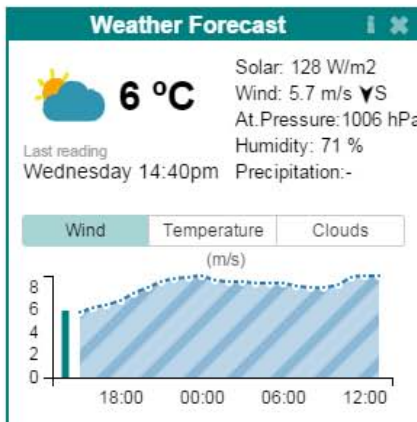 Weather Forecast i ✖
6 ºC
Solar: 128 W/m2
Wind: 5.7 m/s ⮟S
At.Pressure:1006 hPa
Humidity: 71 %
Precipitation:-
Last reading
Wednesday 14:40pm
Wind Temperature Clouds
(m/s)
8
6
4
2
0
18:00 00:00 06:00 12:00